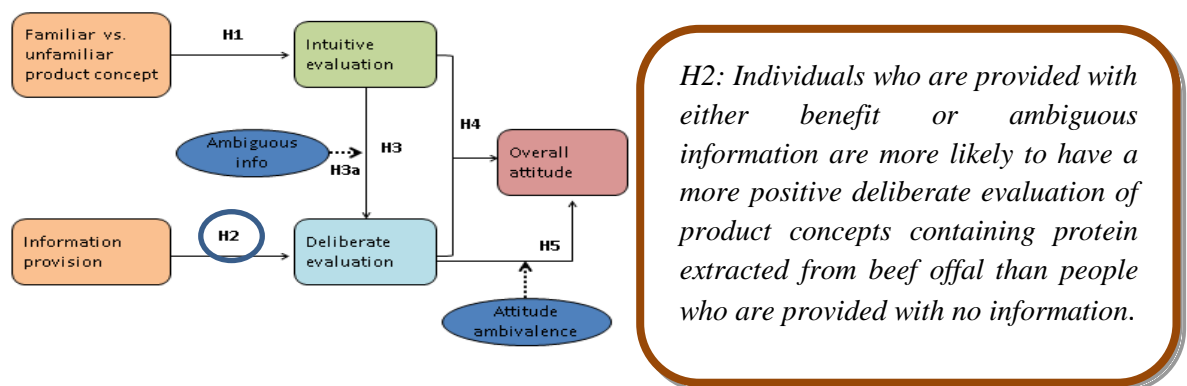 Familiar vs.
unfamiliar
product concept
H1
Intuitive
evaluation
Ambiguous
info
H3a
H3
H4
Overall
attitude
Information
provision
H2
Deliberate
evaluation
H5
Attitude
ambivalence
H2: Individuals who are provided with
either benefit or ambiguous
information are more likely to have a
more positive deliberate evaluation of
product concepts containing protein
extracted from beef offal than people
who are provided with no information.